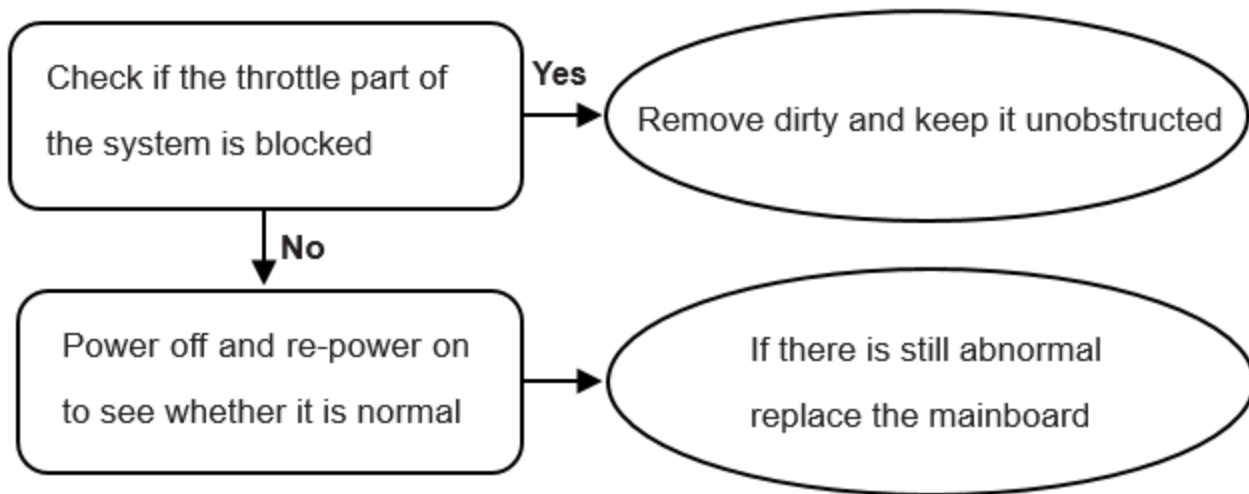 Check if the throttle part of
the system is blocked
Yes
Remove dirty and keep it unobstructed
No
Power off and re-power on
to see whether it is normal
If there is still abnormal
replace the mainboard